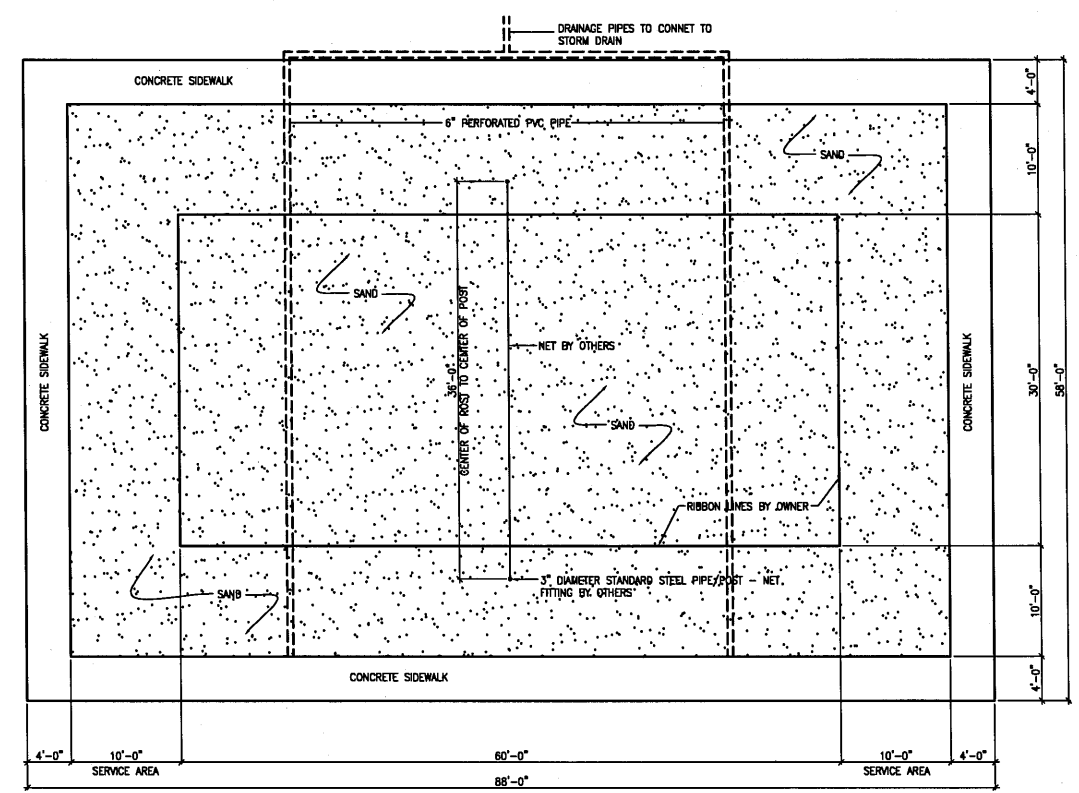 DRAINAGE PIPES TO CONNET TO
STORM DRAIN
CONCRETE SIDEWALK
4'-0"
6" PERFORATED PVC PIPE
SAND
10'-0"
SAND
36'-0"
CENTER OF POST TO CENTER OF POST
NET BY OTHERS
CONCRETE SIDEWALK
CONCRETE SIDEWALK
30'-0"
58'-0"
SAND
RIBBON LINES BY OWNER
3" DIAMETER STANDARD STEEL PIPE/POST - NET
FITTING BY OTHERS
SAND
10'-0"
CONCRETE SIDEWALK
4'-0"
4'-0"
10'-0"
60'-0"
10'-0"
4'-0"
SERVICE AREA
SERVICE AREA
88'-0"